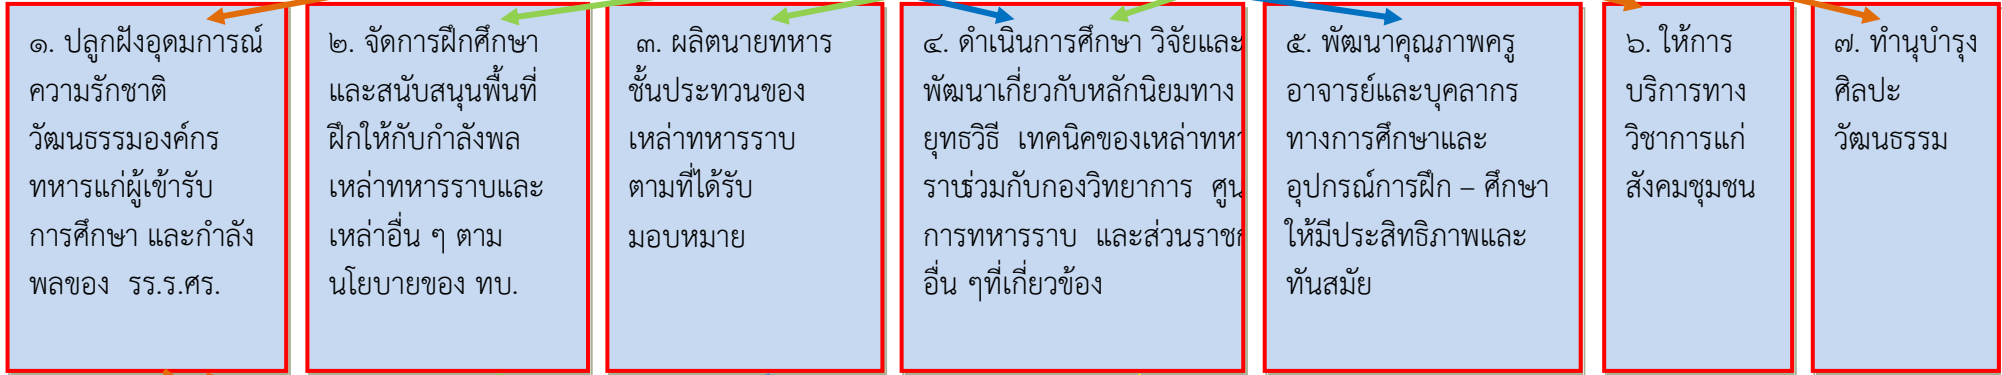 ๑. ปลูกฝังอุดมการณ์
ความรักชาติ
วัฒนธรรมองค์กร
ทหารแก่ผู้เข้ารับ
การศึกษา และกำลัง
พลของ รร.ร.ศร.
๒. จัดการฝึกศึกษา
และสนับสนุนพื้นที่
ฝึกให้กับกำลังพล
เหล่าทหารราบและ
เหล่าอื่น ๆ ตาม
นโยบายของ ทบ.
๓. ผลิตนายทหาร
ชั้นประทวนของ
เหล่าทหารราบ
ตามที่ได้รับ
มอบหมาย
๔. ดำเนินการศึกษา วิจัยและ
พัฒนาเกี่ยวกับหลักนิยมทาง
ยุทธวิธี เทคนิคของเหล่าทหา
ราบร่วมกับกองวิทยาการ ศูน
การทหารราบ และส่วนราช
อื่น ๆที่เกี่ยวข้อง
๕. พัฒนาคุณภาพครู
อาจารย์และบุคลากร
ทางการศึกษาและ
อุปกรณ์การฝึก – ศึกษา
ให้มีประสิทธิภาพและ
ทันสมัย
๖. ให้การ
บริการทาง
วิชาการแก่
สังคมชุมชน
๗. ทำนุบำรุง
ศิลปะ
วัฒนธรรม